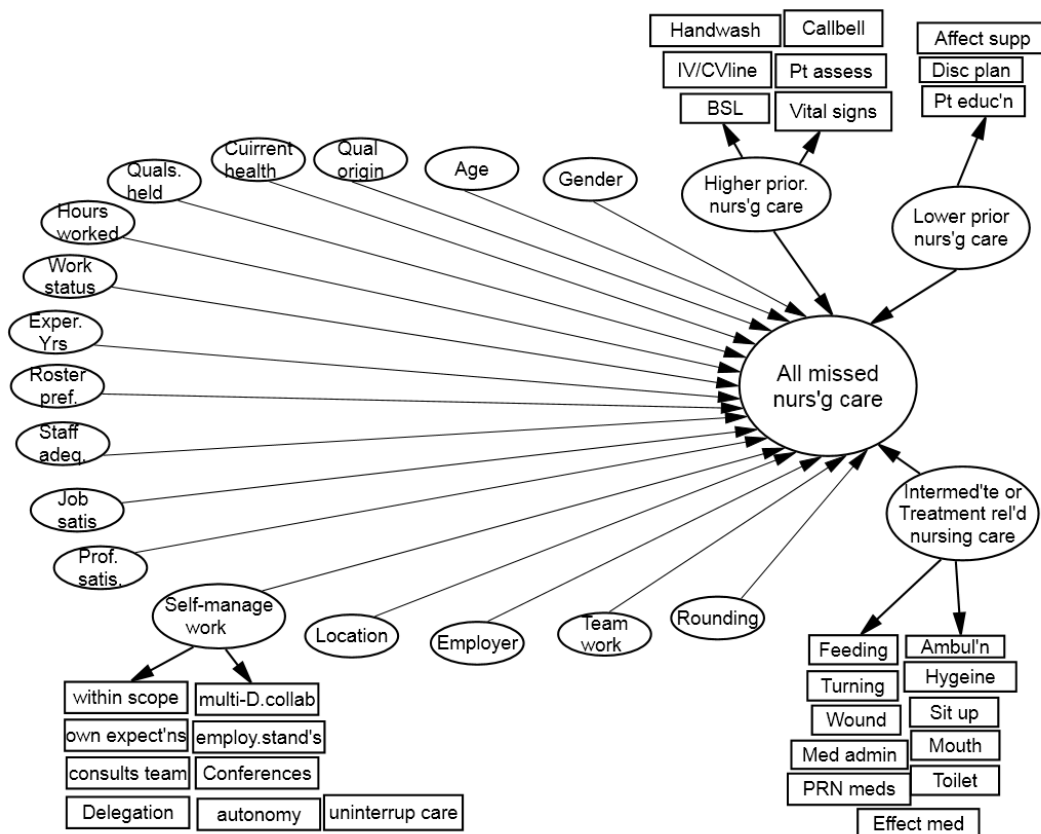 Handwash
Callbell
Affect supp
IV/CVline
Pt assess
Disc plan
BSL
Vital signs
Pt educ'n
Cuirrent
health
Qual
origin
Age
Gender
Higher prior.
nurs'g care
Lower prior
nurs'g care
Quals.
held
Hours
worked
Work
status
Exper.
Yrs
Roster
pref.
Staff
adeq.
Job
satis
Prof.
satis.
All missed
nurs'g care
Intermed'te or
Treatment rel'd
nursing care
Self-manage
work
Location
Employer
Team
work
Rounding
within scope
multi-D.collab
own expect'ns
employ.stand's
consults team
Conferences
Delegation
autonomy
uninterrup care
Feeding
Ambul'n
Turning
Hygeine
Wound
Sit up
Med admin
Mouth
PRN meds
Toilet
Effect med